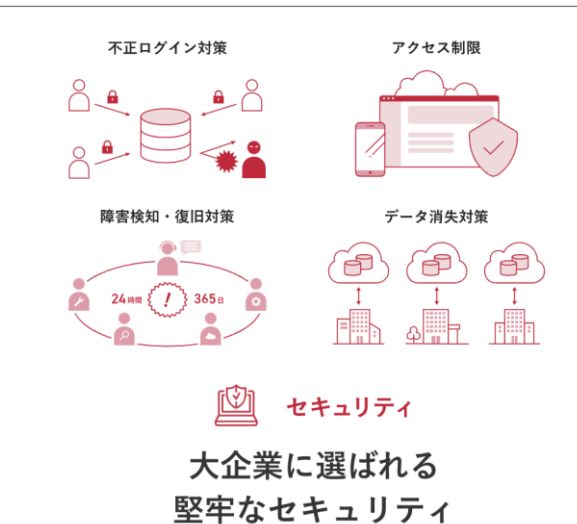 不正ログイン対策
アクセス制限
障害検知・復旧対策
データ消失対策
24時間
365日
セキュリティ
大企業に選ばれる
堅牢なセキュリティ